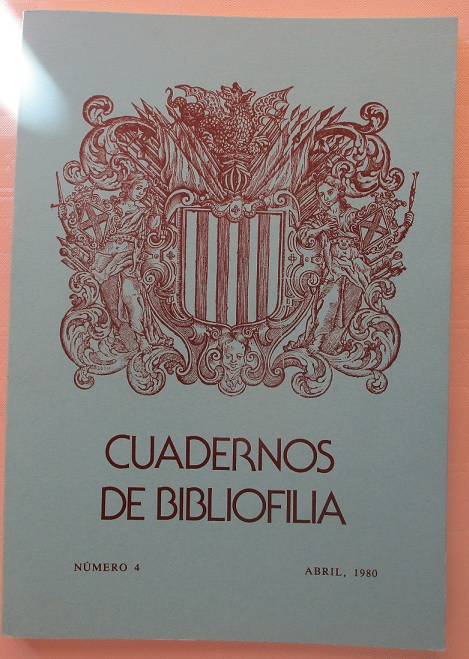 CUADERNOS
DE BIBLIOFILIA
NÚMERO 4
ABRIL, 1980